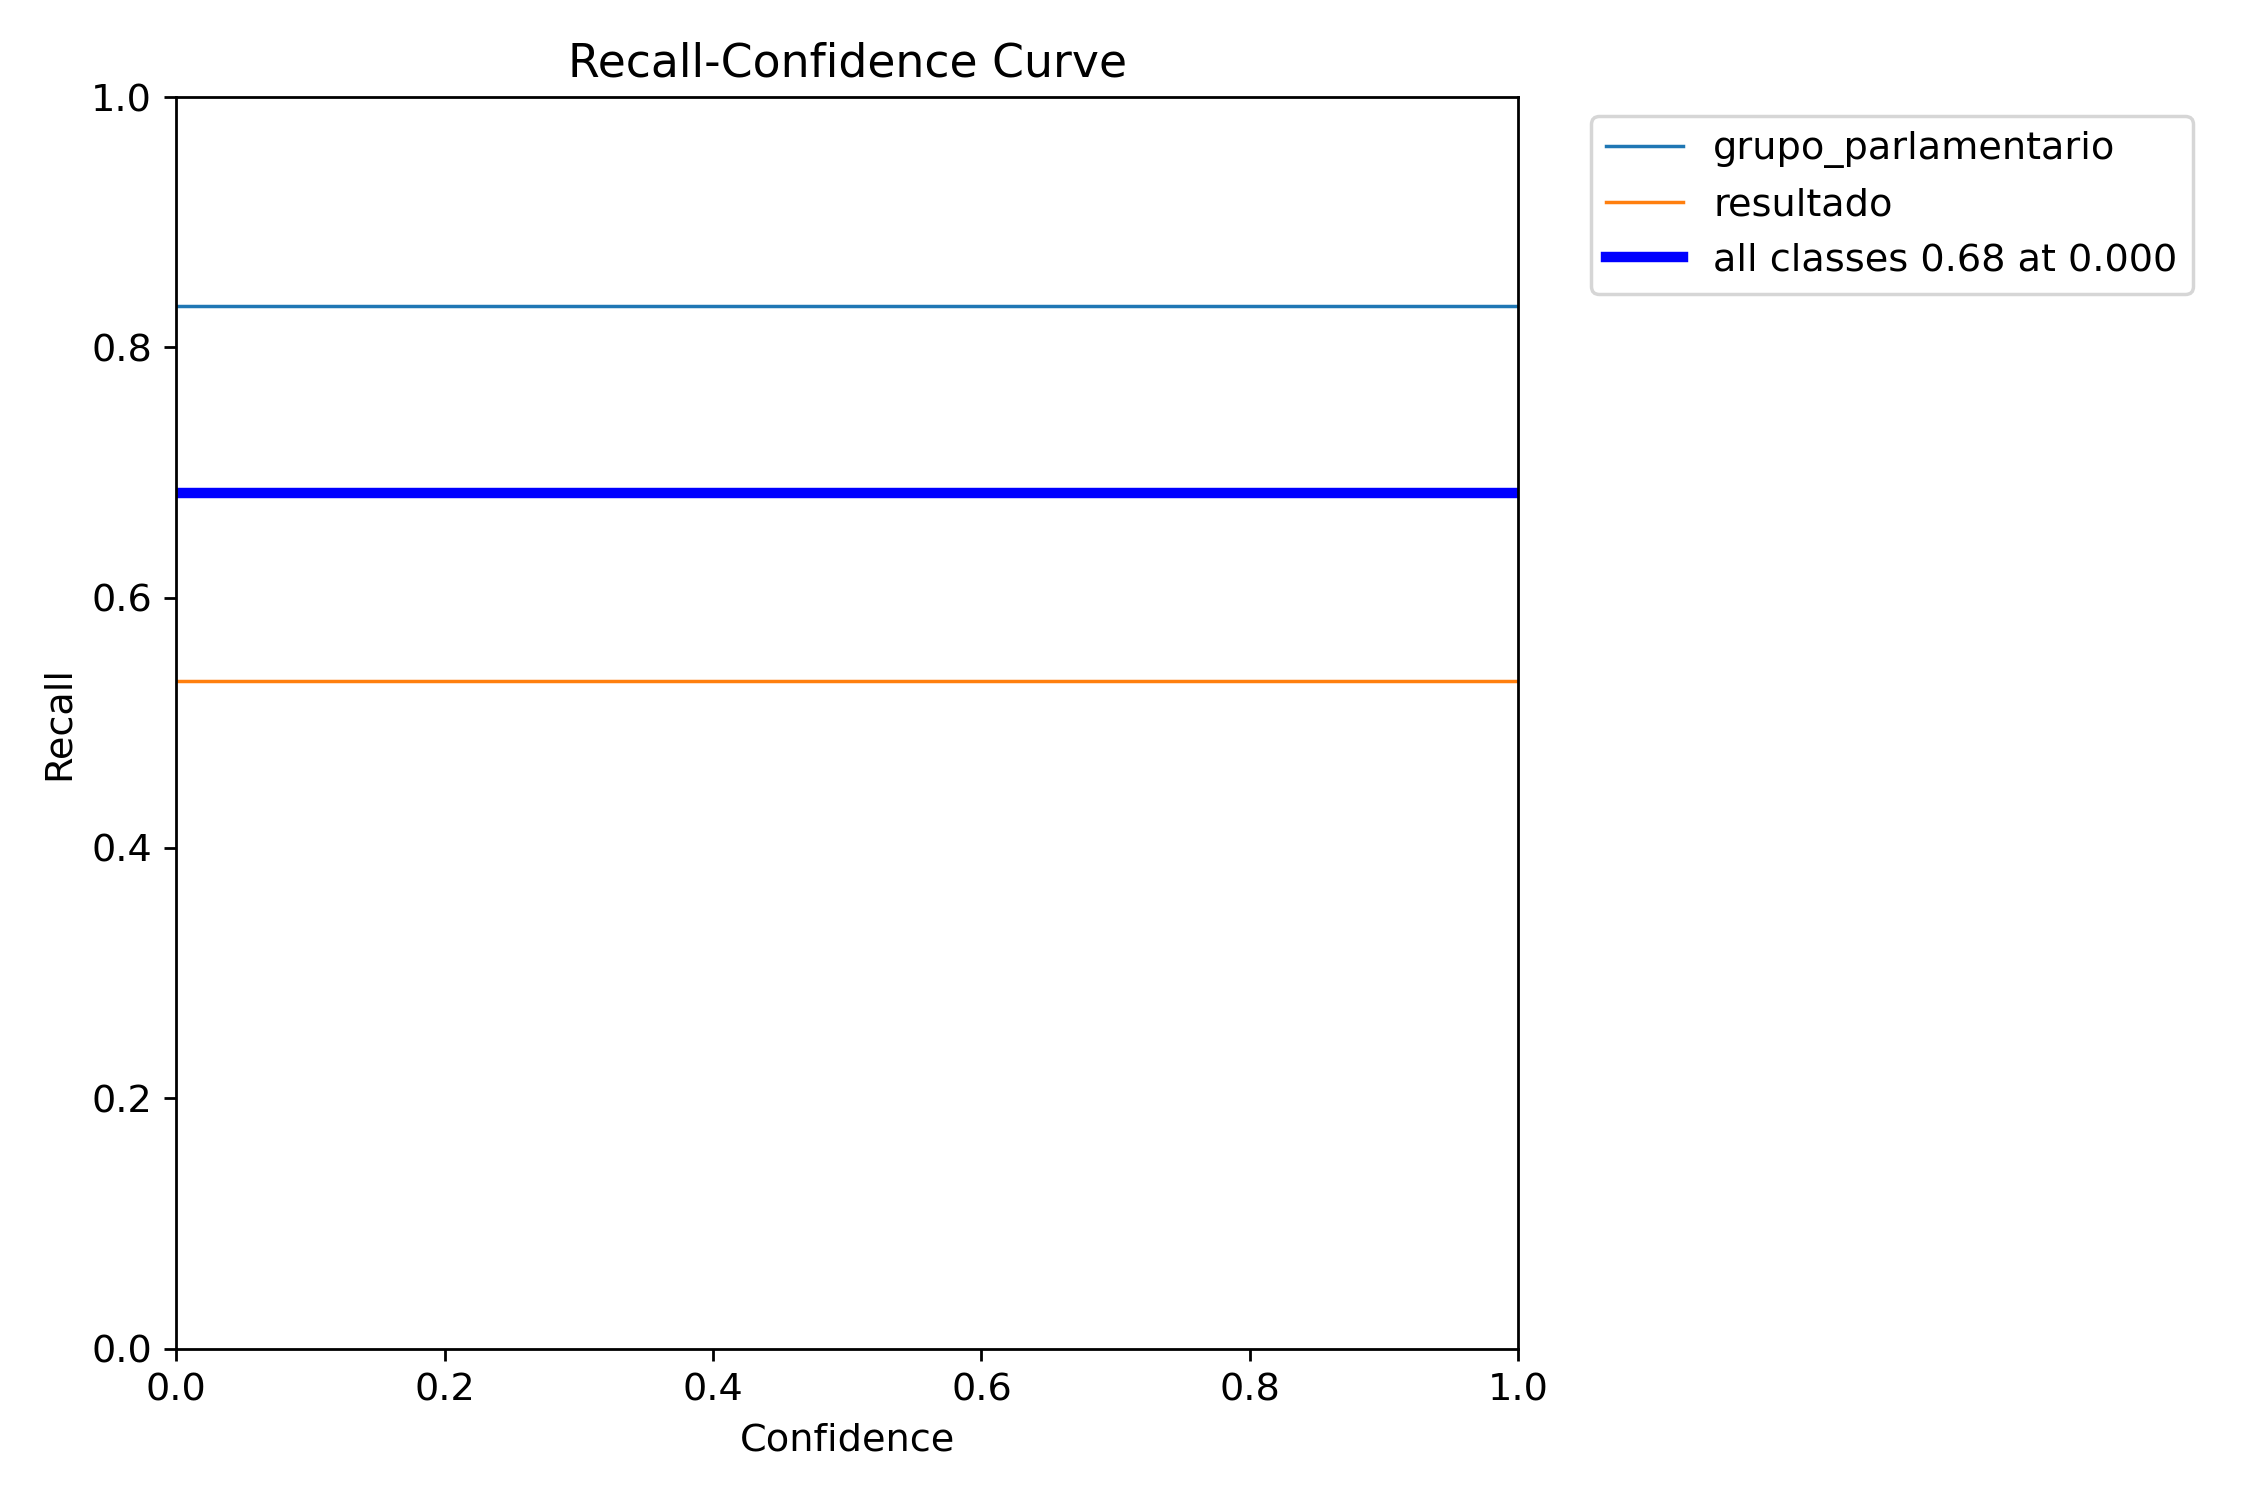 Recall-Confidence Curve
1.0
0.8
0.6
0.4
0.2
0.0
Recall
0.0 0.2 0.4 0.6 0.8 1.0
Confidence
grupo_parlamentario
resultado
all classes 0.68 at 0.000